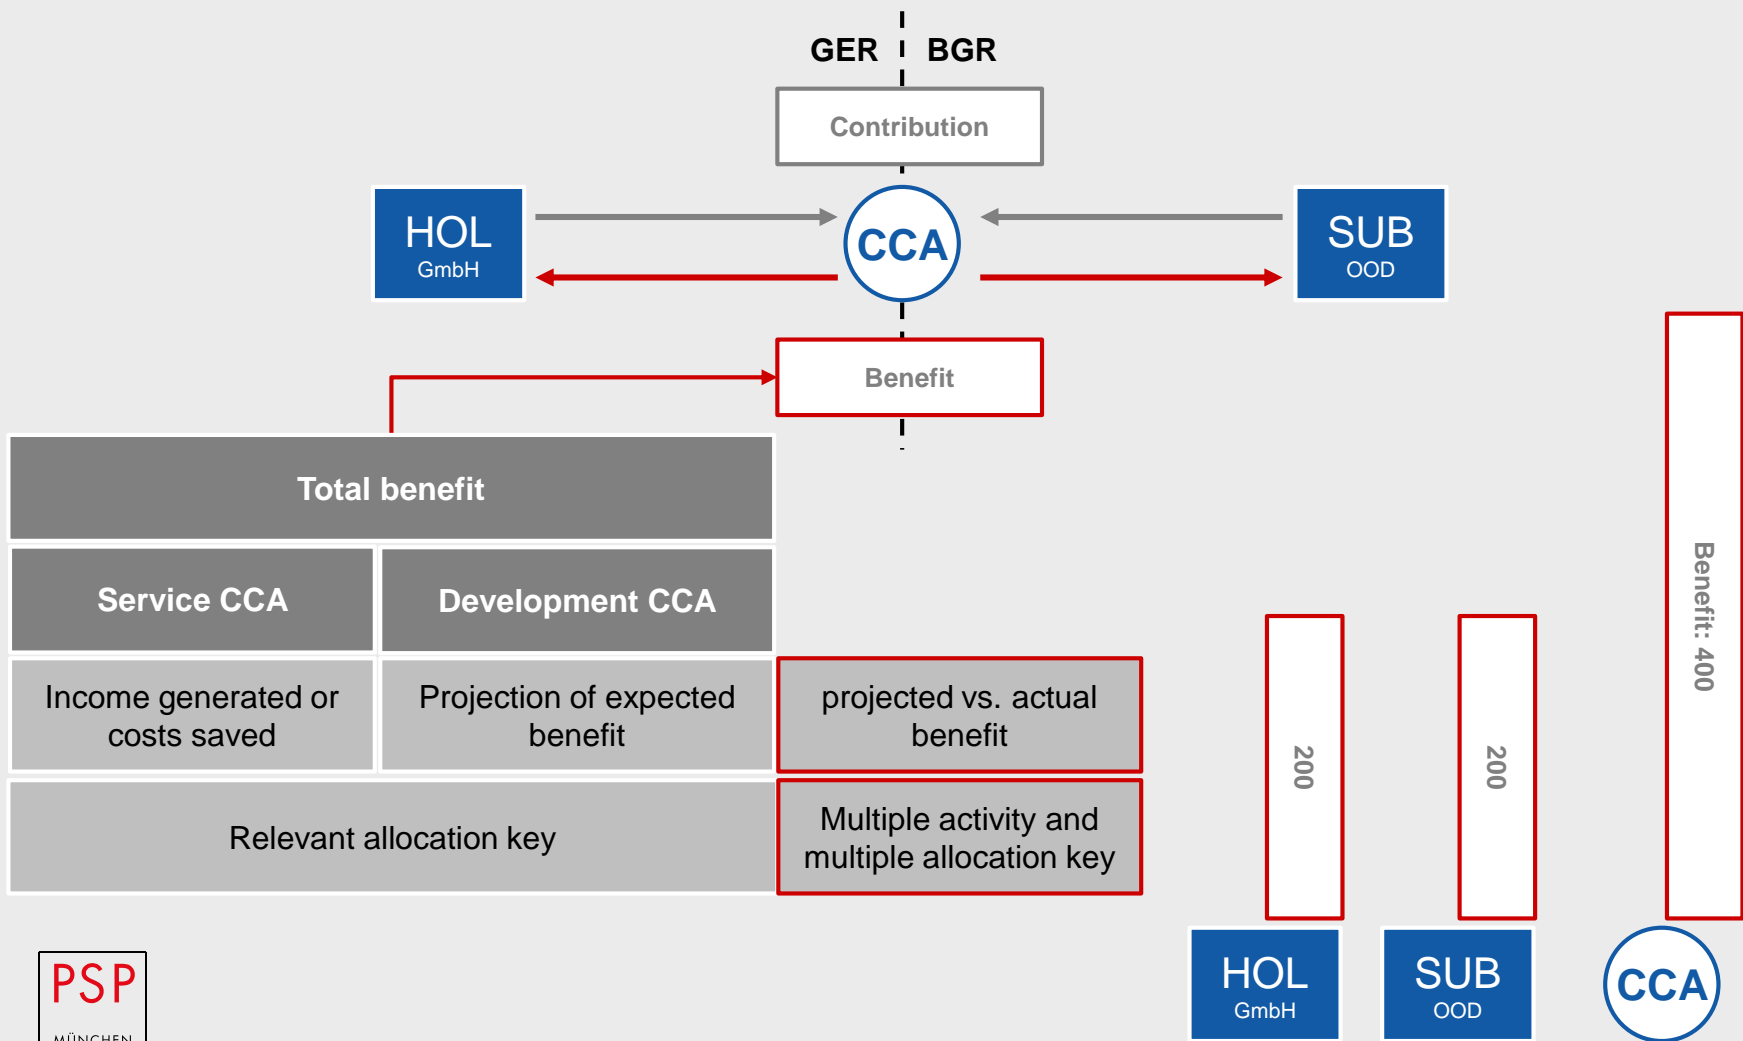 GER BGR
Contribution
HOL
GmbH
CCA
SUB
OOD
Benefit
Total benefit
Service CCA
Development CCA
Income generated or
costs saved
Projection of expected
benefit
projected vs. actual
benefit
Relevant allocation key
Multiple activity and
multiple allocation key
200
200
Benefit: 400
HOL
GmbH
SUB
OOD
CCA
PSP
MÜNCHEN